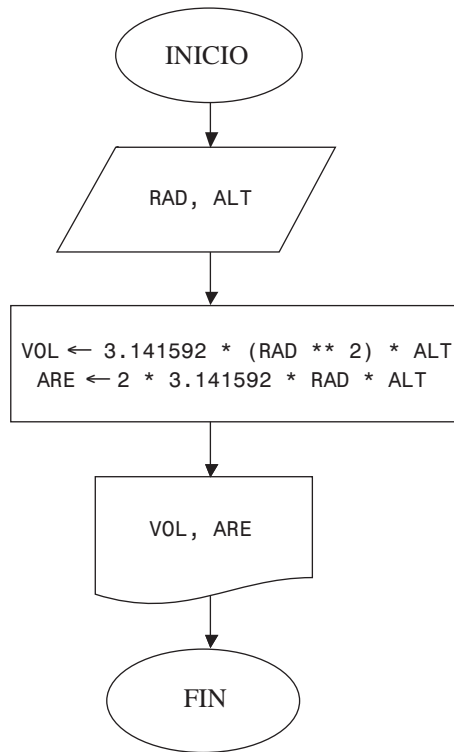 INICIO
RAD, ALT
VOL ← 3.141592 * (RAD ** 2) * ALT
ARE ← 2 * 3.141592 * RAD * ALT
VOL, ARE
FIN